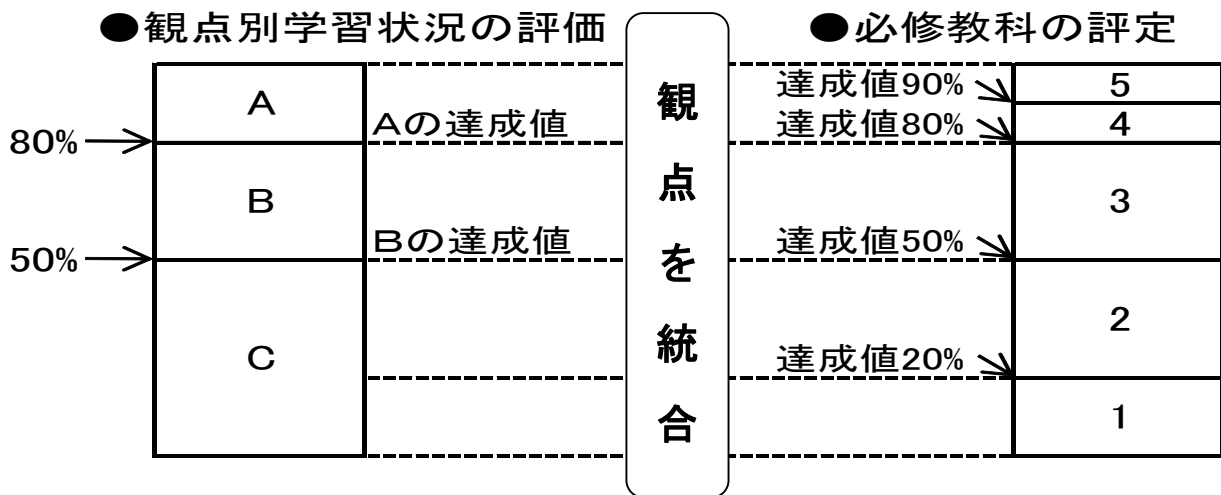 ●観点別学習状況の評価
A
80%
Aの達成値
B
50%
Bの達成値
C
観点を統合
●必修教科の評定
達成値90%
5
達成値80%
4
3
達成値50%
2
達成値20%
1